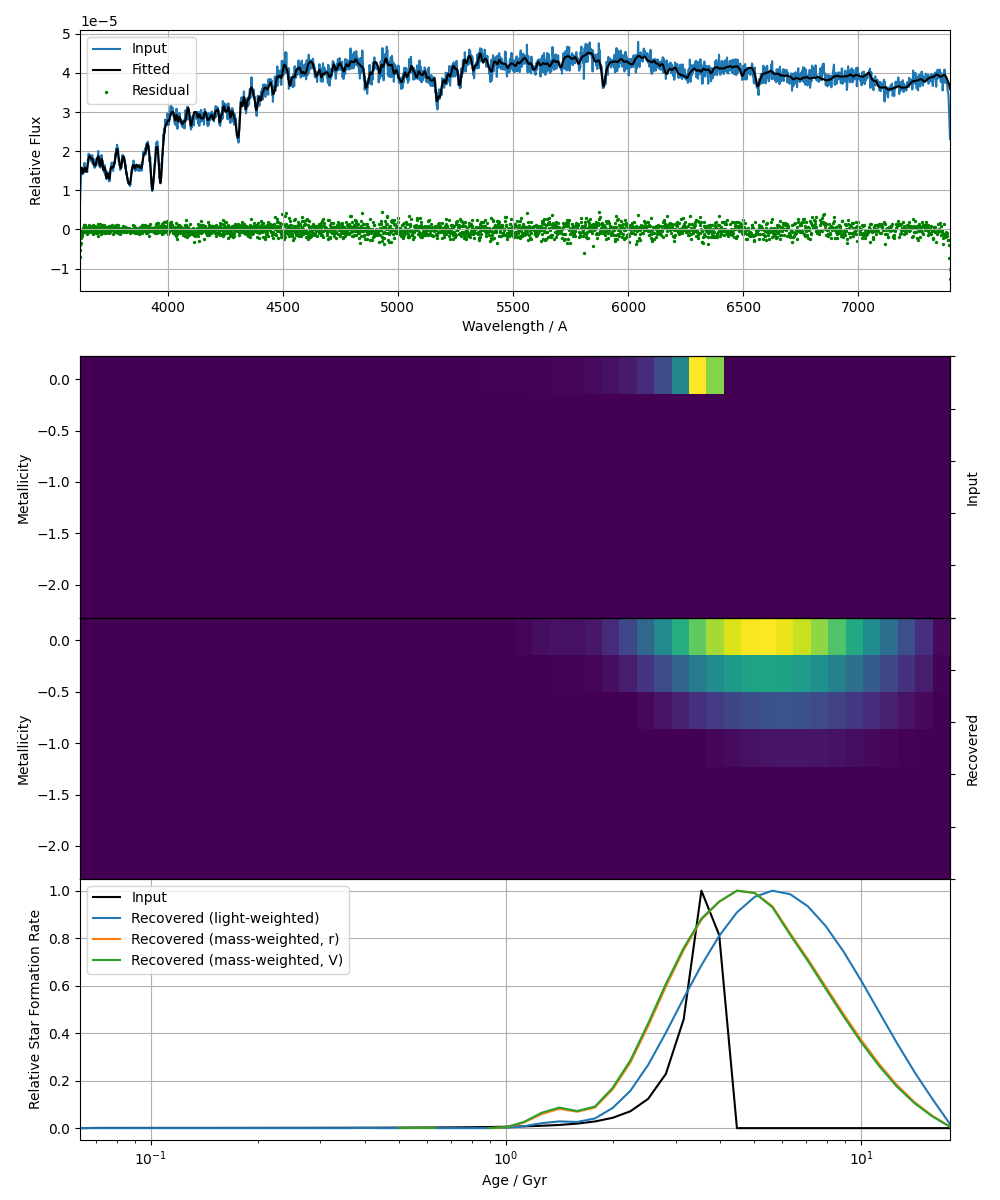 1e−5
Input
Fitted
Residual
5
4
3
2
1
0
−1
Relative Flux
4000 4500 5000 5500 6000 6500 7000
Wavelength / A
0.0
−0.5
−1.0
−1.5
−2.0
Metallicity
Input
0.0
−0.5
−1.0
−1.5
−2.0
Metallicity
Recovered
Input
Recovered (light-weighted)
Recovered (mass-weighted, r)
Recovered (mass-weighted, V)
1.0
0.8
0.6
0.4
0.2
0.0
Relative Star Formation Rate
10⁻¹ 10⁰ 10¹
Age / Gyr